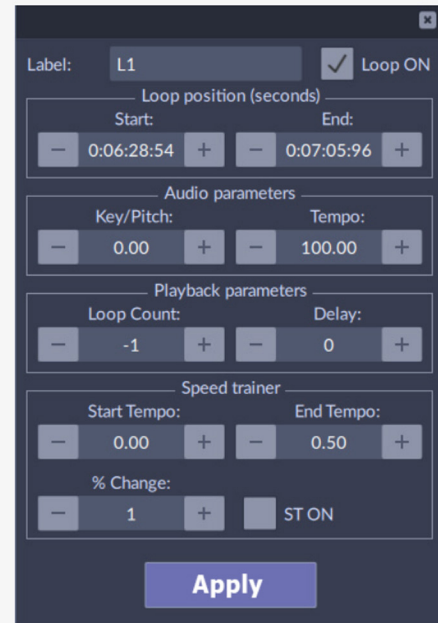 Label: L1 Loop ON
Loop position (seconds)
Start: End:
− 0:06:28:54 + − 0:07:05:96 +
Audio parameters
Key/Pitch: Tempo:
− 0.00 + − 100.00 +
Playback parameters
Loop Count: Delay:
− -1 + − 0 +
Speed trainer
Start Tempo: End Tempo:
− 0.00 + − 0.50 +
% Change:
− 1 + ST ON
Apply